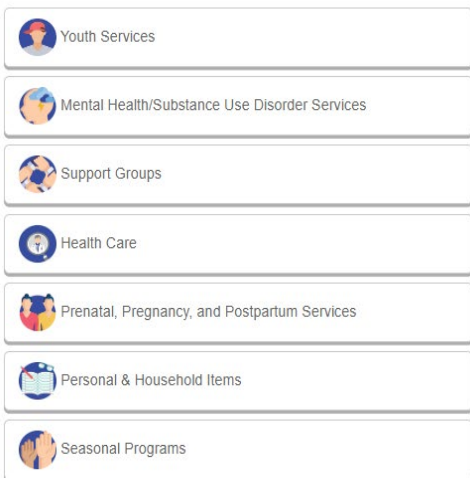 Youth Services
Mental Health/Substance Use Disorder Services
Support Groups
Health Care
Prenatal, Pregnancy, and Postpartum Services
Personal & Household Items
Seasonal Programs